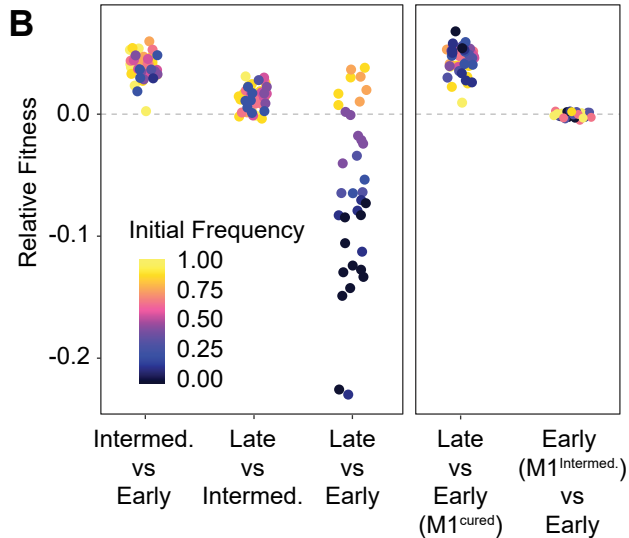 B
Relative Fitness
0.0
-0.1
-0.2
Initial Frequency
1.00
0.75
0.50
0.25
0.00
Intermed.
vs
Early
Late
vs
Intermed.
Late
vs
Early
Late
vs
Early
(M1cured)
Early
(M1Intermed.)
vs
Early